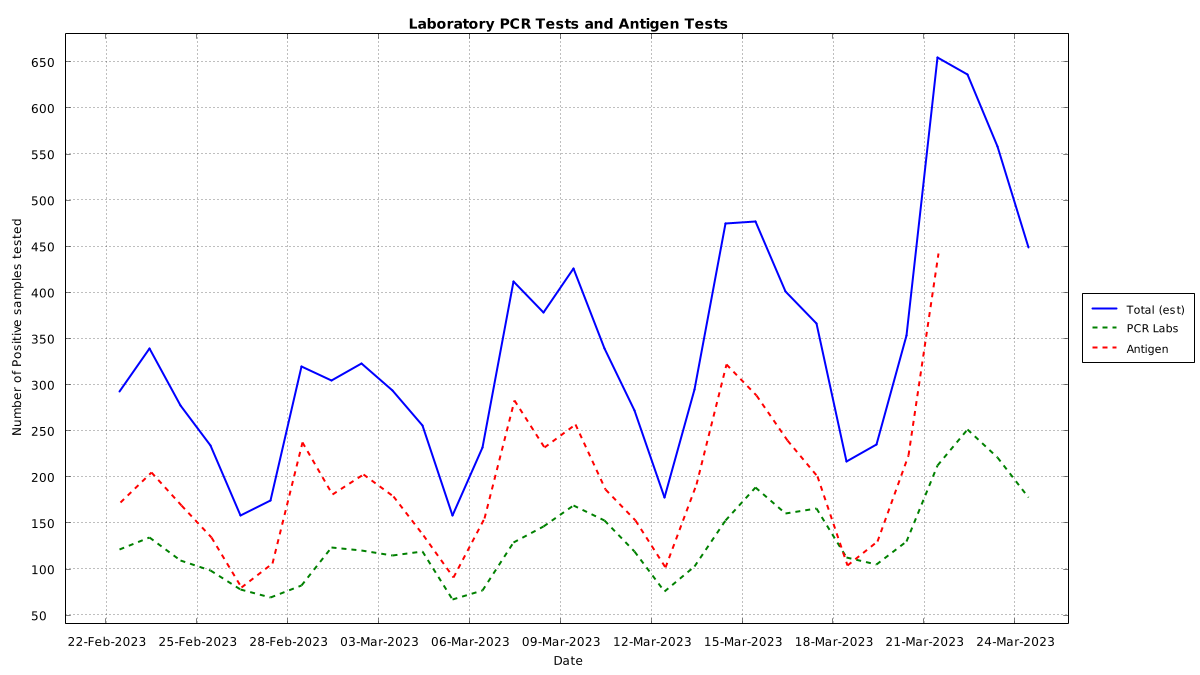 Laboratory PCR Tests and Antigen Tests
Number of Positive samples tested
650
600
550
500
450
400
350
300
250
200
150
100
50
22-Feb-2023 25-Feb-2023 28-Feb-2023 03-Mar-2023 06-Mar-2023 09-Mar-2023 12-Mar-2023 15-Mar-2023 18-Mar-2023 21-Mar-2023 24-Mar-2023
Date
Total (est)
PCR Labs
Antigen